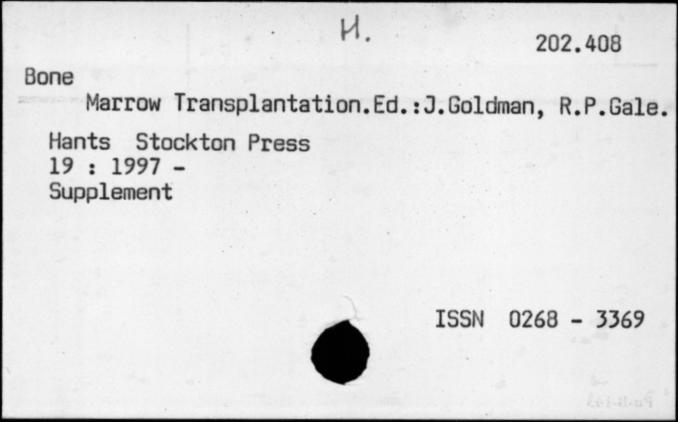 H.
202.408
Bone
Marrow Transplantation.Ed.:J.Goldman, R.P.Gale.
Hants Stockton Press
19 : 1997 -
Supplement
ISSN 0268 - 3369